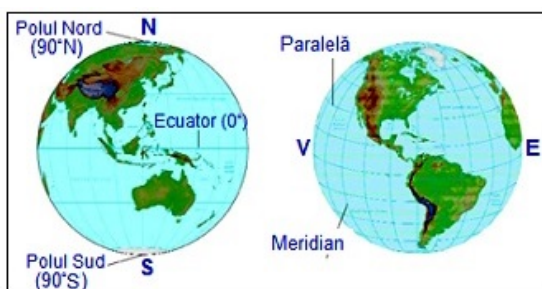 Polul Nord
(90°N)
N
Ecuator (0°)
Polul Sud
(90°S)
S
Paralelă
V
E
Meridian